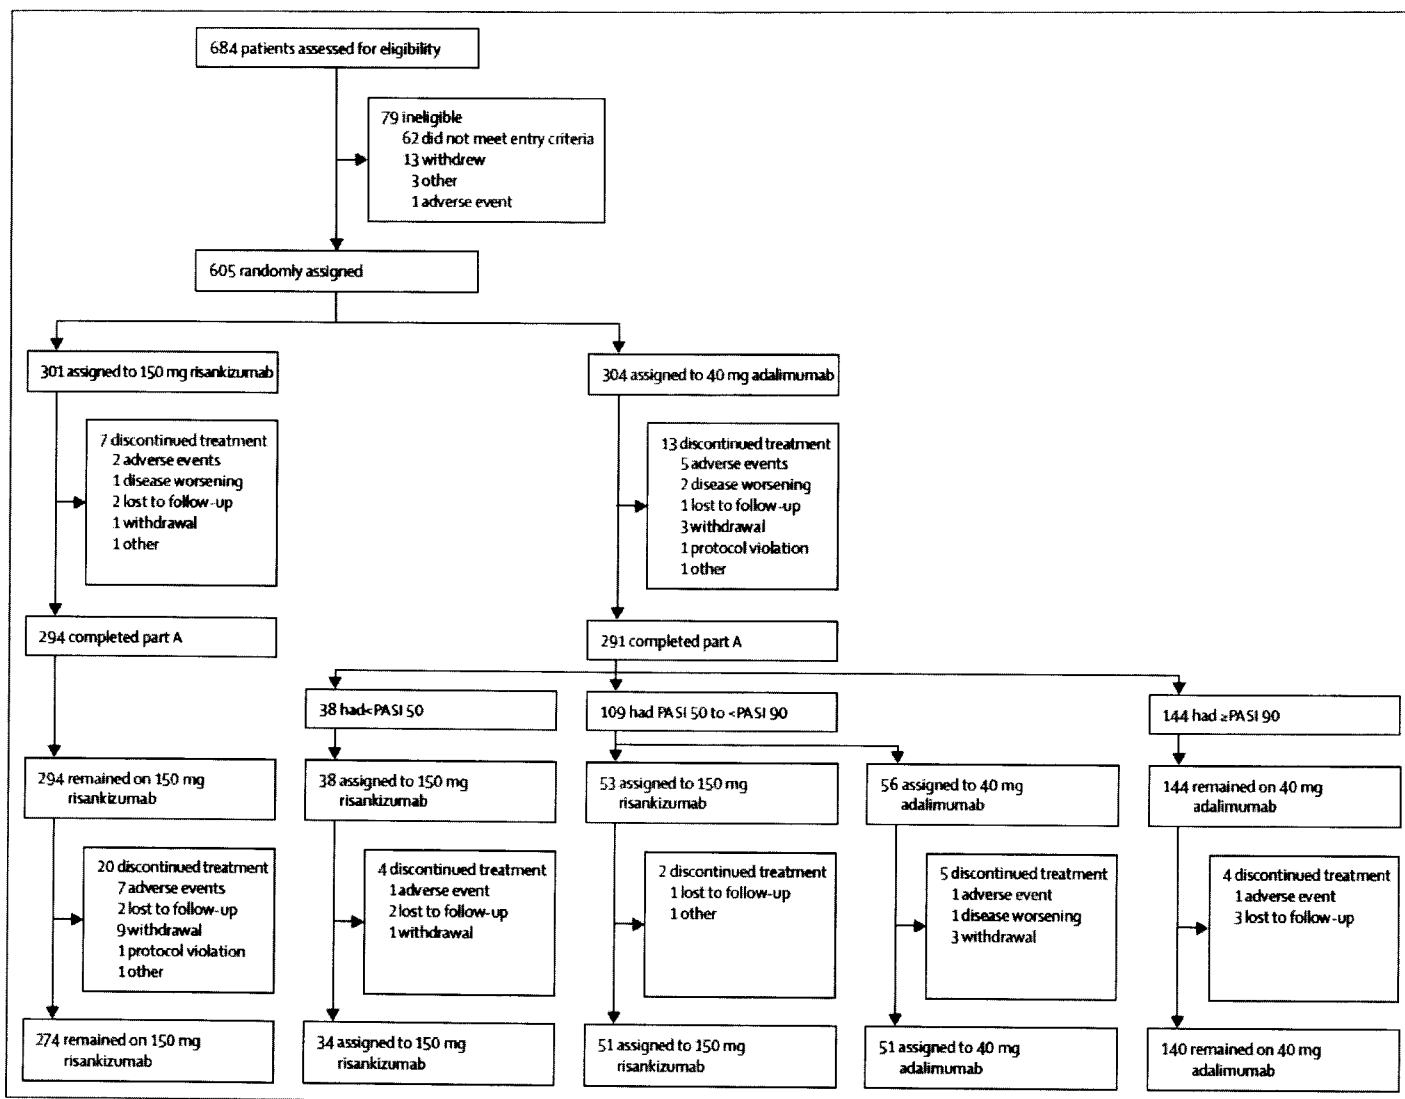 684 patients assessed for eligibility
79 ineligible
62 did not meet entry criteria
13 withdrew
3 other
1 adverse event
605 randomly assigned
301 assigned to 150 mg risankizumab
304 assigned to 40 mg adalimumab
7 discontinued treatment
2 adverse events
1 disease worsening
2 lost to follow-up
1 withdrawal
1 other
13 discontinued treatment
5 adverse events
2 disease worsening
1 lost to follow-up
3 withdrawal
1 protocol violation
1 other
294 completed part A
291 completed part A
38 had<PASI 50
109 had PASI 50 to <PASI 90
144 had ≥PASI 90
294 remained on 150 mg
risankizumab
38 assigned to 150 mg
risankizumab
53 assigned to 150 mg
risankizumab
56 assigned to 40 mg
adalimumab
144 remained on 40 mg
adalimumab
20 discontinued treatment
7 adverse events
2 lost to follow-up
9 withdrawal
1 protocol violation
1 other
4 discontinued treatment
1 adverse event
2 lost to follow-up
1 withdrawal
2 discontinued treatment
1 lost to follow-up
1 other
5 discontinued treatment
1 adverse event
1 disease worsening
3 withdrawal
4 discontinued treatment
1 adverse event
3 lost to follow-up
274 remained on 150 mg
risankizumab
34 assigned to 150 mg
risankizumab
51 assigned to 150 mg
risankizumab
51 assigned to 40 mg
adalimumab
140 remained on 40 mg
adalimumab